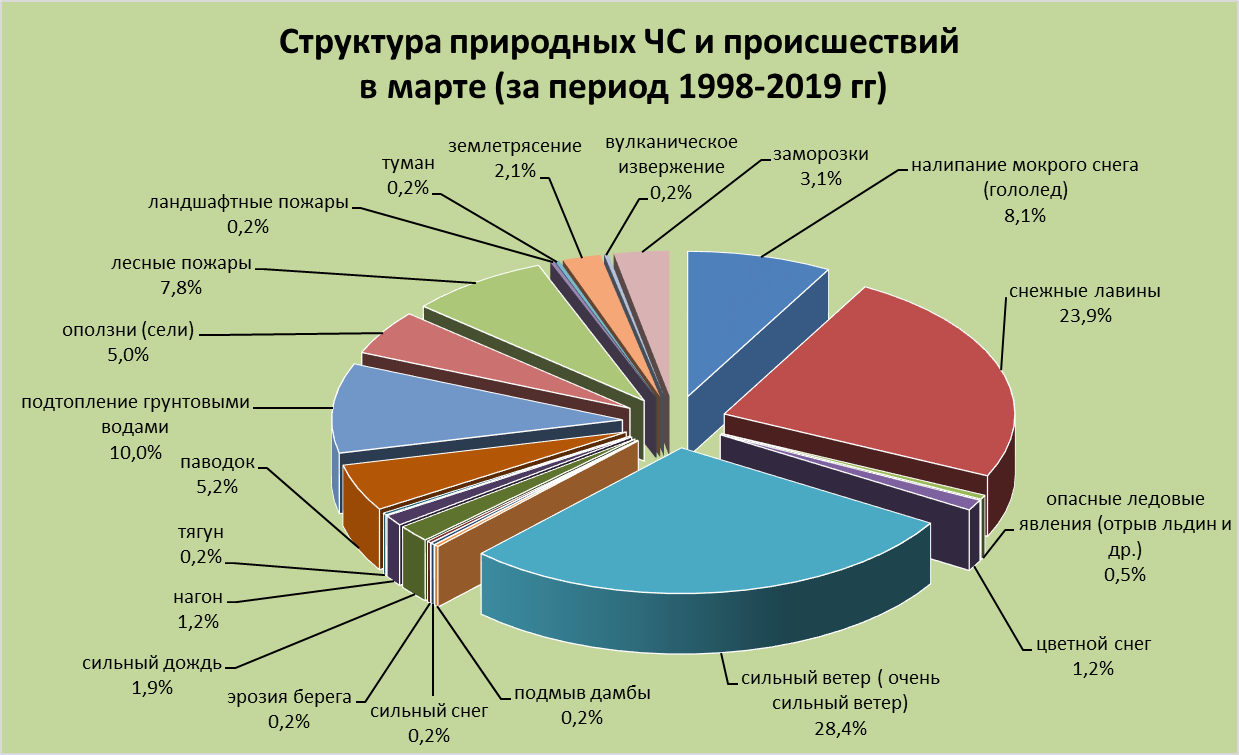 Структура природных ЧС и происшествий
в марте (за период 1998-2019 гг)
налипание мокрого снега
(гололед)
8,1%
снежные лавины
23,9%
опасные ледовые
явления (отрыв льдин и
др.)
0,5%
цветной снег
1,2%
сильный ветер ( очень
сильный ветер)
28,4%
подмыв дамбы
0,2%
сильный снег
0,2%
эрозия берега
0,2%
сильный дождь
1,9%
нагон
1,2%
тягун
0,2%
паводок
5,2%
подтопление грунтовыми
водами
10,0%
оползни (сели)
5,0%
лесные пожары
7,8%
ландшафтные пожары
0,2%
туман
0,2%
землетрясение
2,1%
вулканическое
извержение
0,2%
заморозки
3,1%